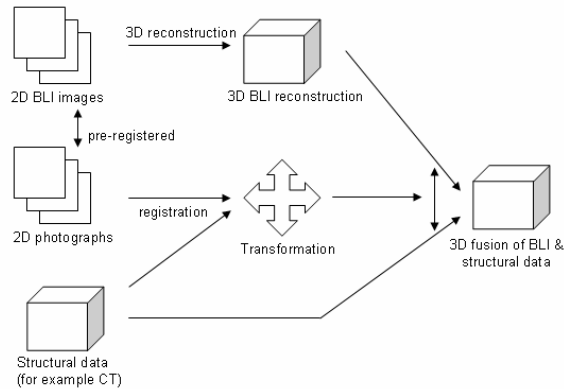 3D reconstruction
2D BLI images
3D BLI reconstruction
pre-registered
registration
2D photographs
Transformation
3D fusion of BLI &
structural data
Structural data
(for example CT)